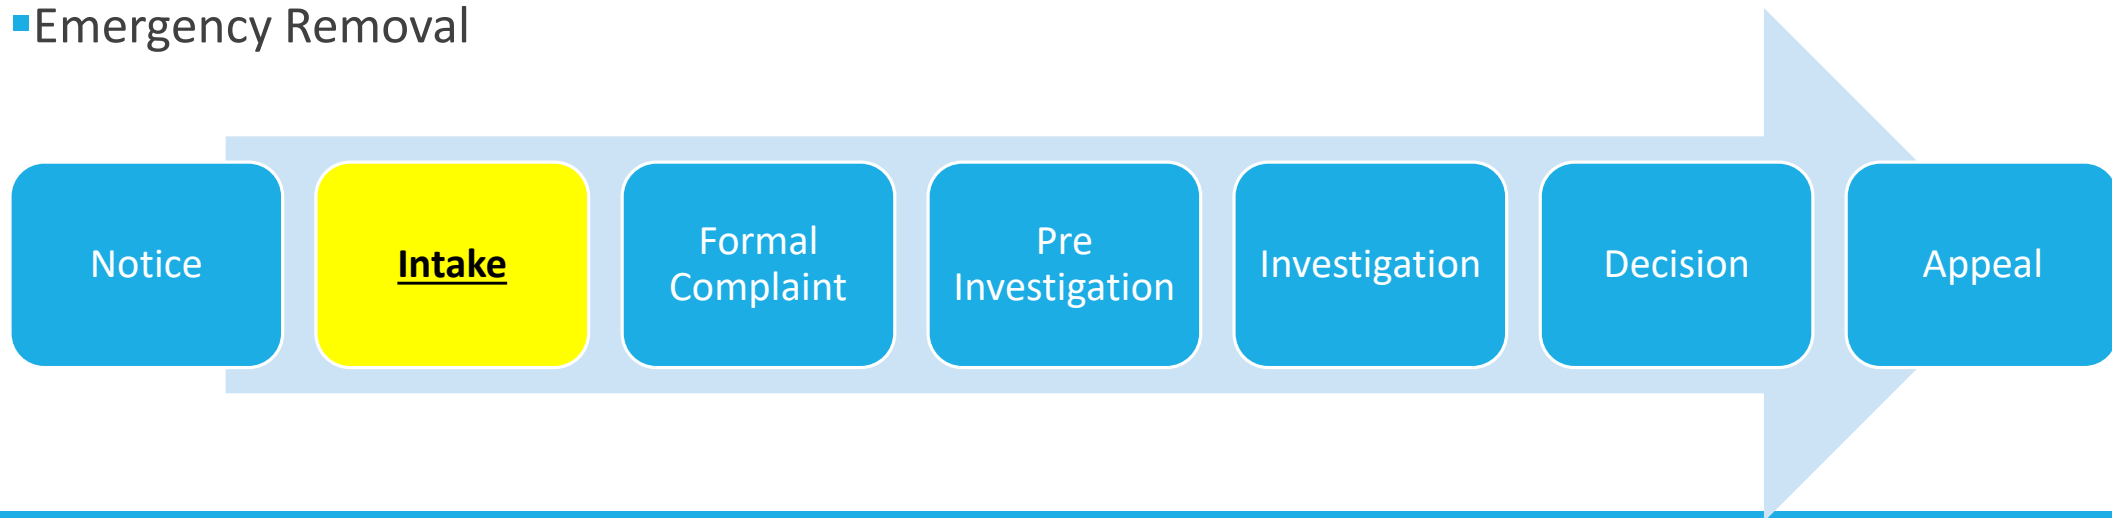 ▪Emergency Removal
Notice
Intake
Formal
Complaint
Pre
Investigation
Investigation
Decision
Appeal